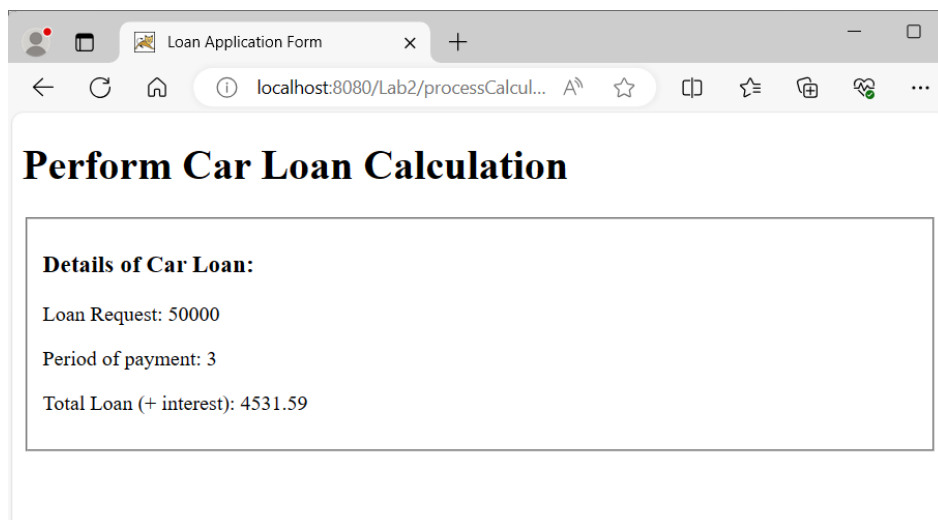 Loan Application Form
localhost:8080/Lab2/processCalcul...
Perform Car Loan Calculation
Details of Car Loan:
Loan Request: 50000
Period of payment: 3
Total Loan (+ interest): 4531.59